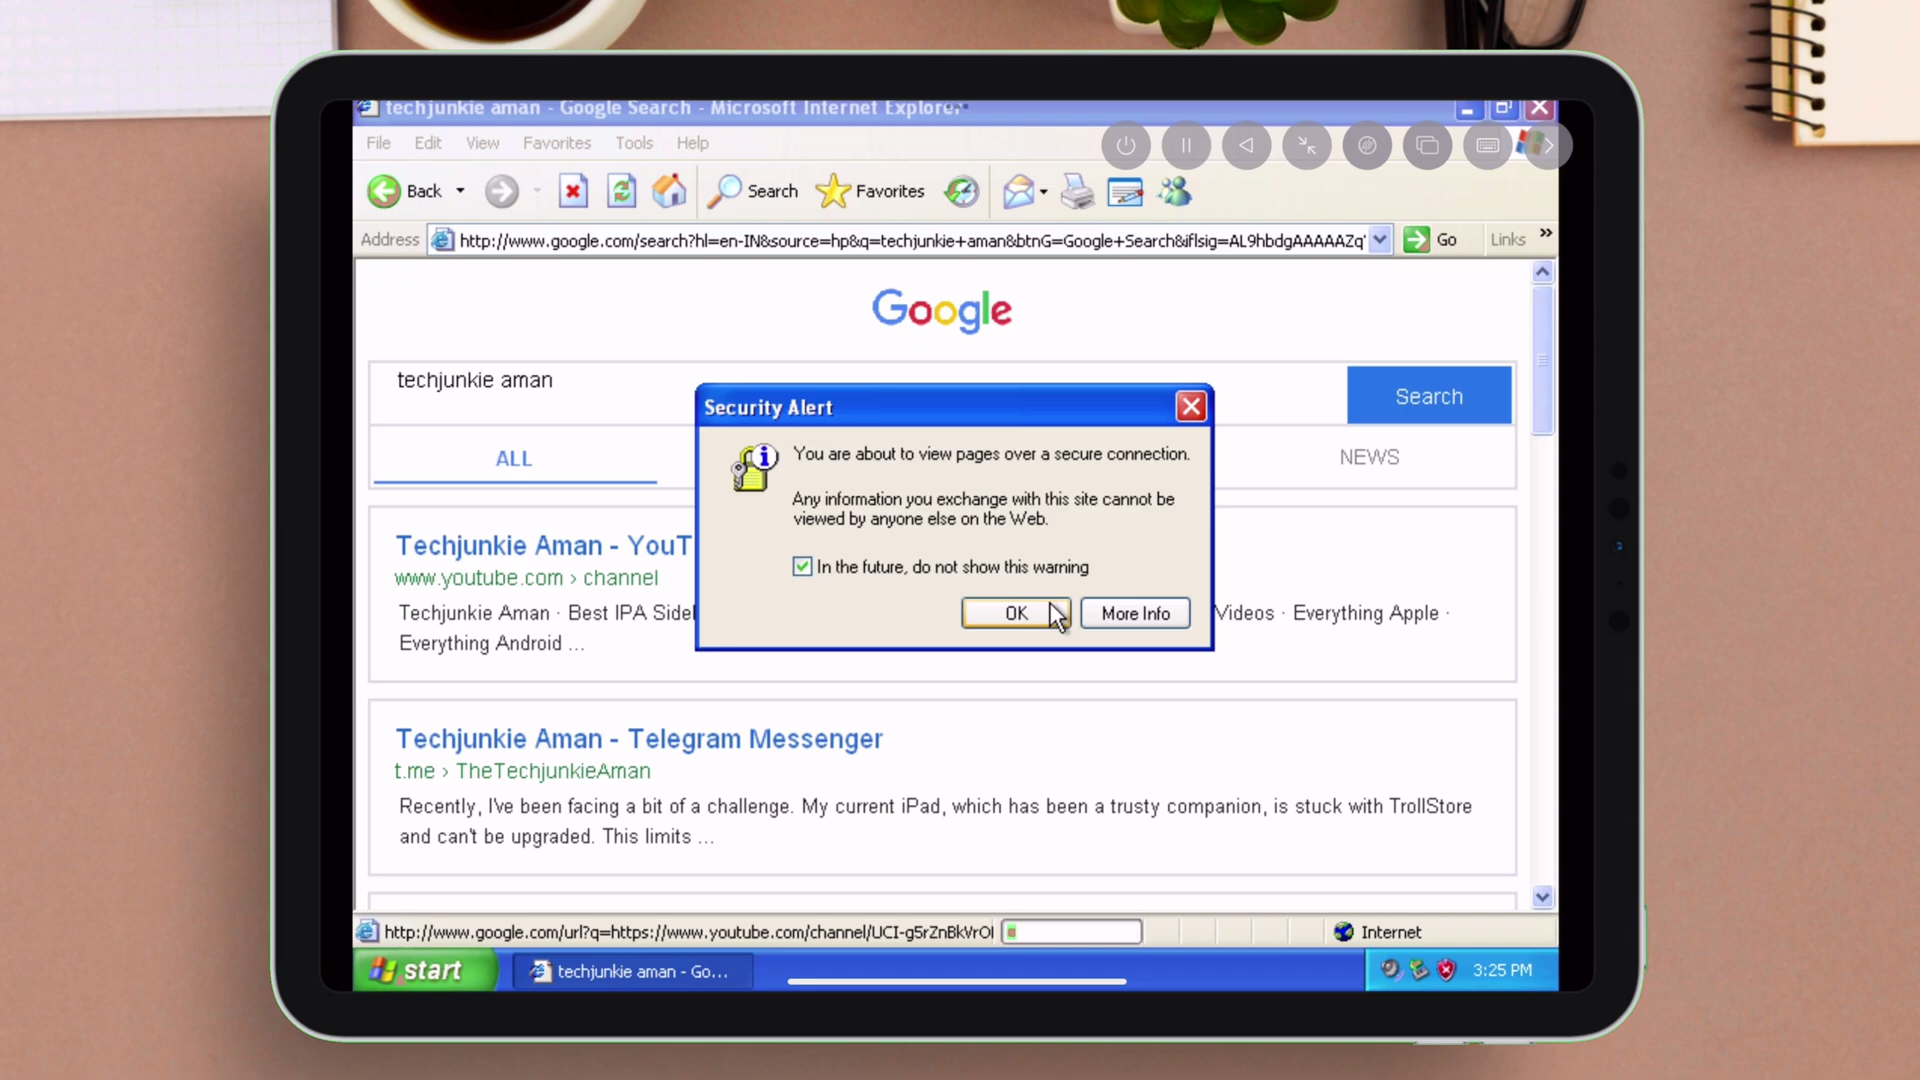 techjunkie aman - Google Search - Microsoft Internet Explorer
File Edit View Favorites Tools Help
Back Search Favorites
Address http://www.google.com/search?hl=en-IN&source=hp&q=techjunkie+aman&btnG=Google+Search&iflsig=AL9hbdgAAAAAZq Go Links »
Google
techjunkie aman
Search
ALL
NEWS
Security Alert
You are about to view pages over a secure connection.
Any information you exchange with this site cannot be
viewed by anyone else on the Web.
In the future, do not show this warning
OK More Info
Techjunkie Aman - YouT
www.youtube.com › channel
Techjunkie Aman · Best IPA Sidel
Videos · Everything Apple ·
Everything Android ...
Techjunkie Aman - Telegram Messenger
t.me › TheTechjunkieAman
Recently, I've been facing a bit of a challenge. My current iPad, which has been a trusty companion, is stuck with TrollStore
and can't be upgraded. This limits ...
http://www.google.com/url?q=https://www.youtube.com/channel/UCI-g5rZnBkVrOl
Internet
start
techjunkie aman - Go...
3:25 PM